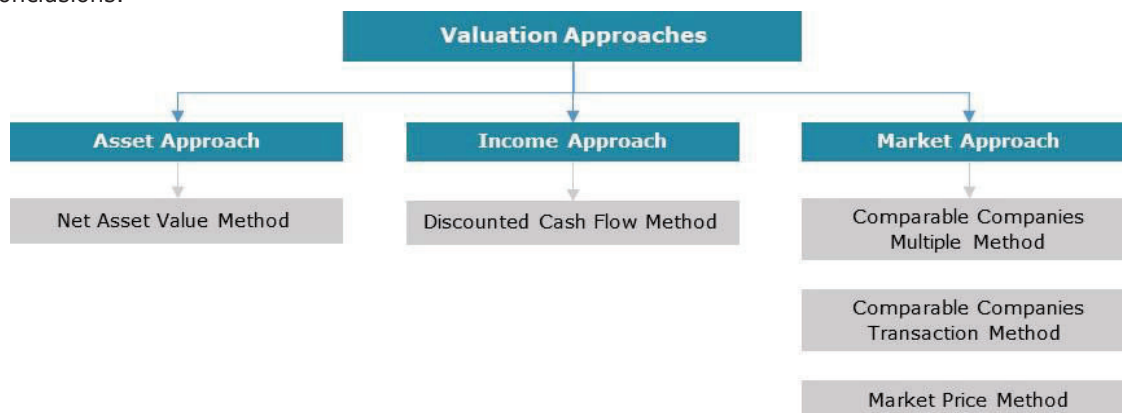 Valuation Approaches
Asset Approach
Income Approach
Market Approach
Net Asset Value Method
Discounted Cash Flow Method
Comparable Companies
Multiple Method
Comparable Companies
Transaction Method
Market Price Method